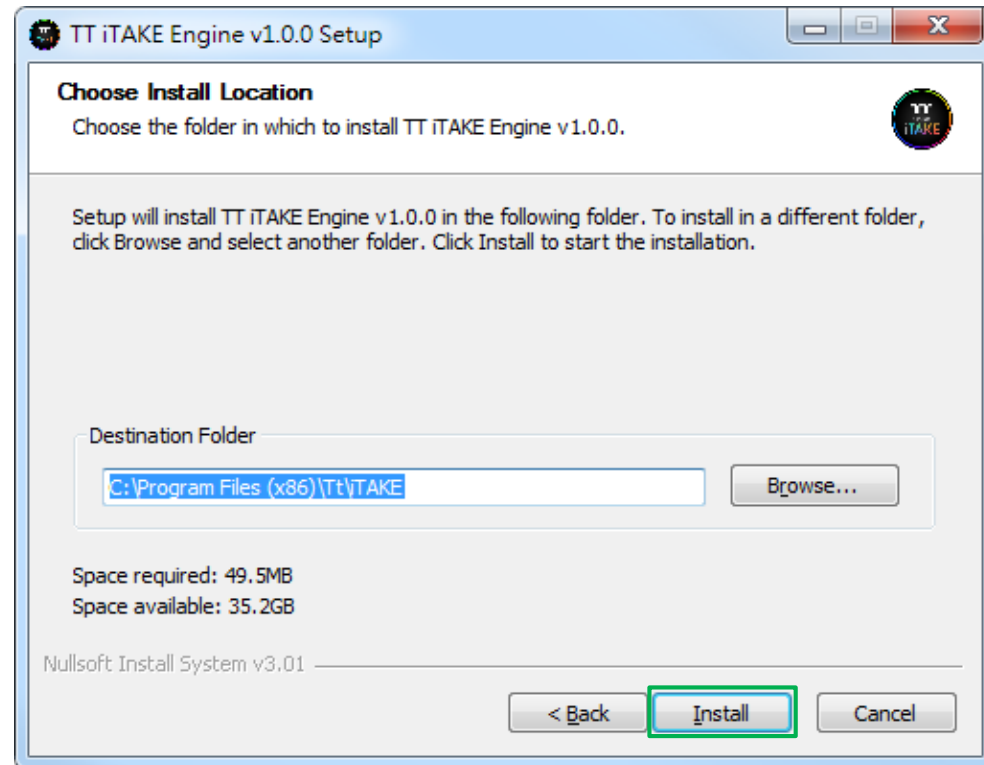 TT iTAKE Engine v1.0.0 Setup
Choose Install Location
Choose the folder in which to install TT iTAKE Engine v1.0.0.
TT
iTAKE
Setup will install TT iTAKE Engine v1.0.0 in the following folder. To install in a different folder,
click Browse and select another folder. Click Install to start the installation.
Destination Folder
C:\Program Files (x86)\Tt\iTAKE
Browse...
Space required: 49.5MB
Space available: 35.2GB
Nullsoft Install System v3.01
< Back
Install
Cancel